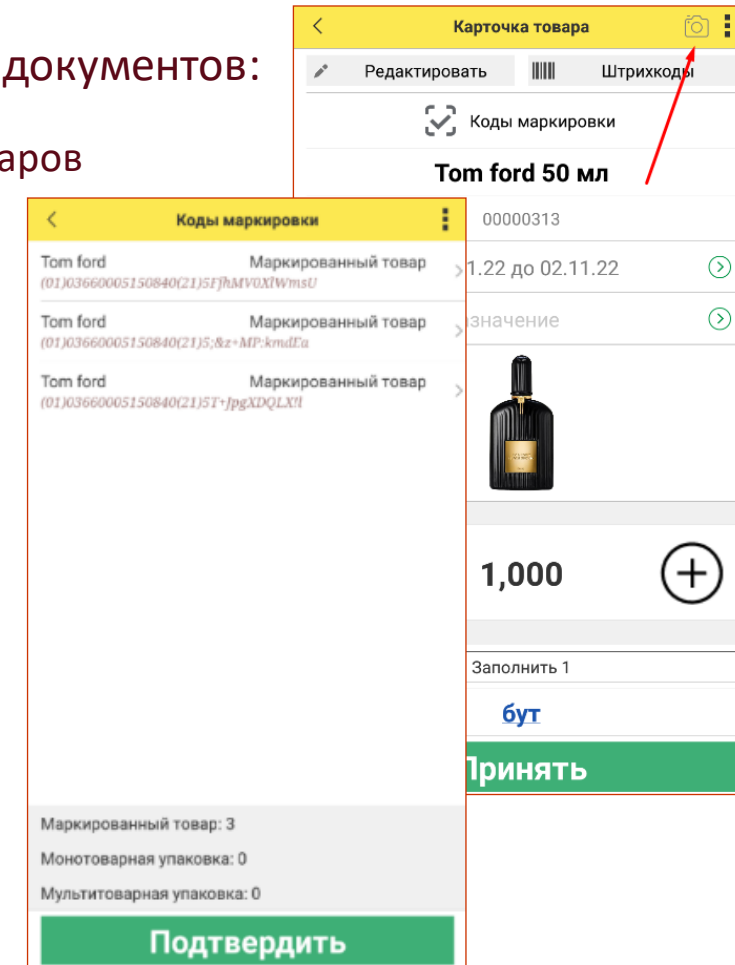 документов:
аров
Карточка товара
Редактировать Штрихкоды
Коды маркировки
Tom ford 50 мл
00000313
1.22 до 02.11.22
значение
1,000
Заполнить 1
бут
Принять
Коды маркировки
Tom ford Маркированный товар
(01)03660005150840(21)5FfhMV0XlWmsU
Tom ford Маркированный товар
(01)03660005150840(21)5;&z+MP:kmdEa
Tom ford Маркированный товар
(01)03660005150840(21)5T+fpgXDQLX!l
Маркированный товар: 3
Монотоварная упаковка: 0
Мультитоварная упаковка: 0
Подтвердить